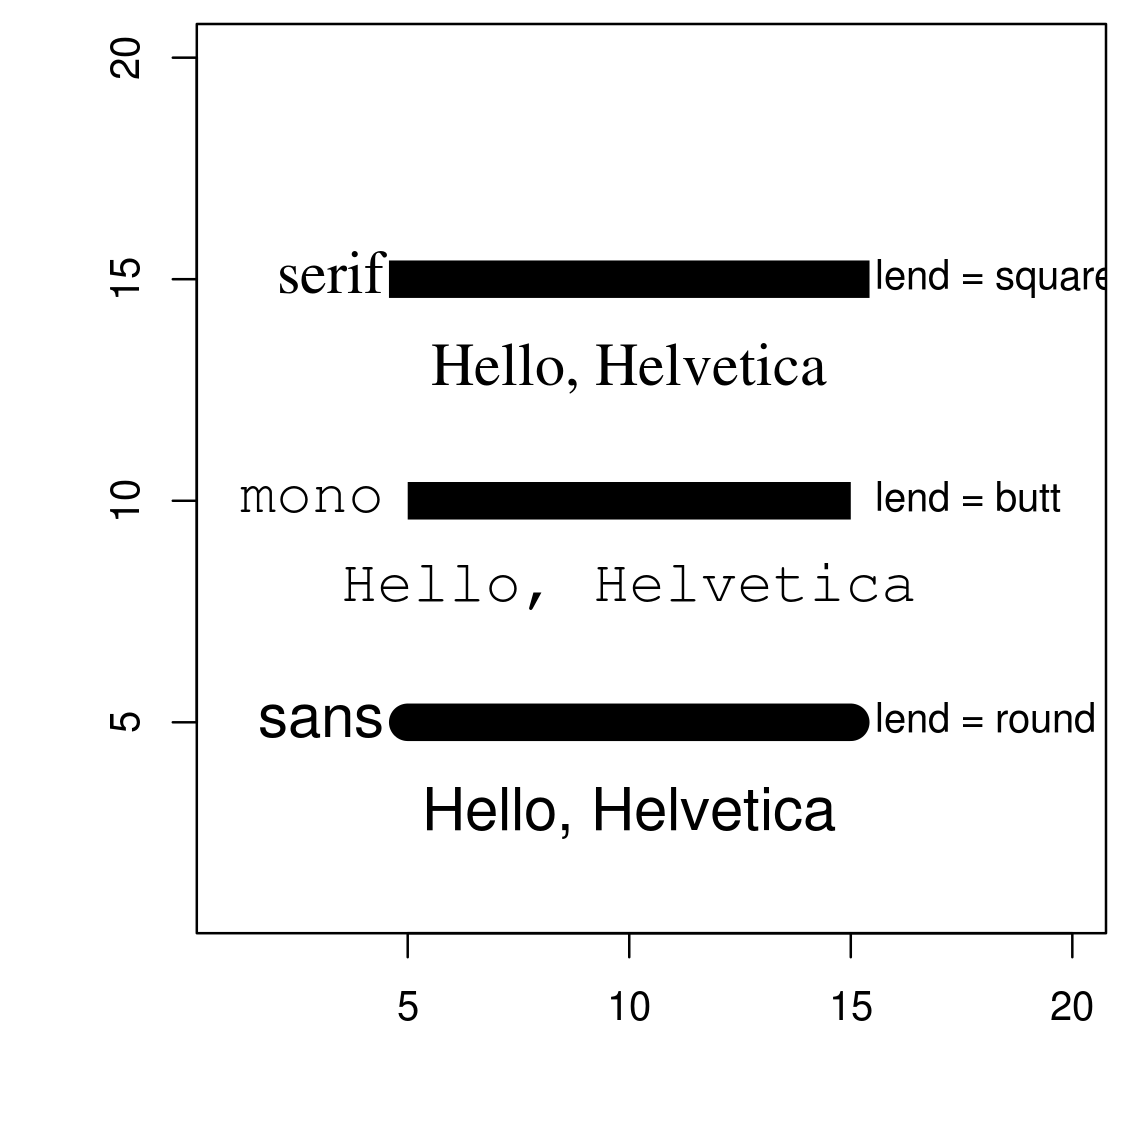 20
15
serif lend = square
Hello, Helvetica
10
mono lend = butt
Hello, Helvetica
5
sans lend = round
Hello, Helvetica
5 10 15 20